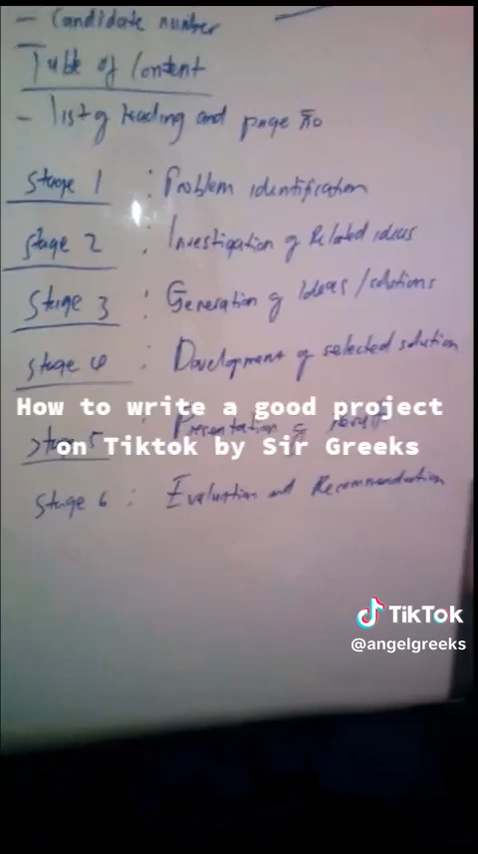 - Candidate number
Table of Content
- list of heading and page no
Stage 1 : Problem identification
Stage 2 : Investigation of Related ideas
Stage 3 : Generation of Ideas/solutions
Stage 4 : Development of selected solution
How to write a good project
Stage 5 : Presentation of
on Tiktok by Sir Greeks
Stage 6 : Evaluation and Recommendation
TikTok
@angelgreeks